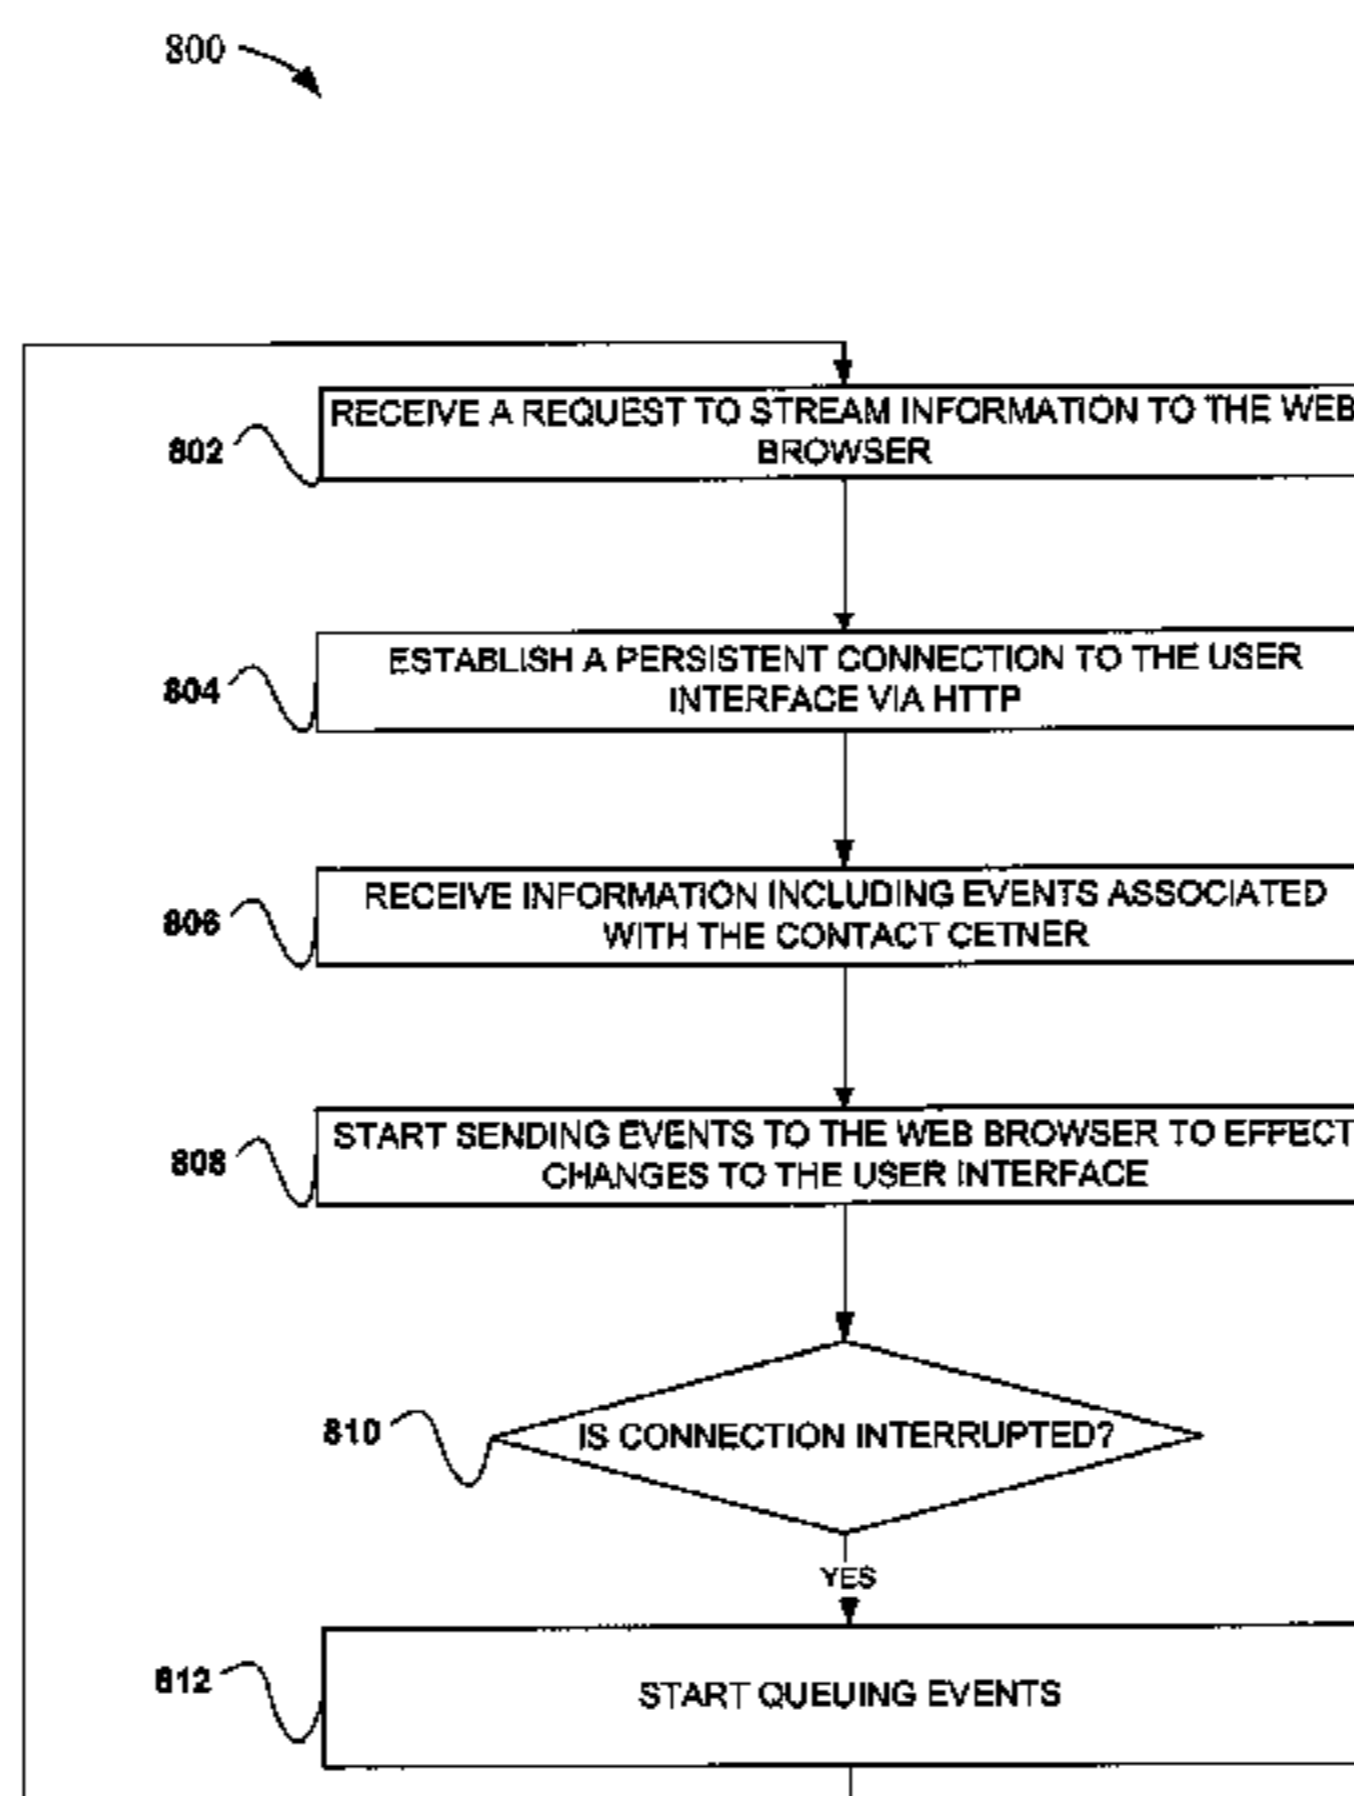 800
802
RECEIVE A REQUEST TO STREAM INFORMATION TO THE WEB
BROWSER
804
ESTABLISH A PERSISTENT CONNECTION TO THE USER
INTERFACE VIA HTTP
806
RECEIVE INFORMATION INCLUDING EVENTS ASSOCIATED
WITH THE CONTACT CETNER
808
START SENDING EVENTS TO THE WEB BROWSER TO EFFECT
CHANGES TO THE USER INTERFACE
810
IS CONNECTION INTERRUPTED?
YES
812
START QUEUING EVENTS